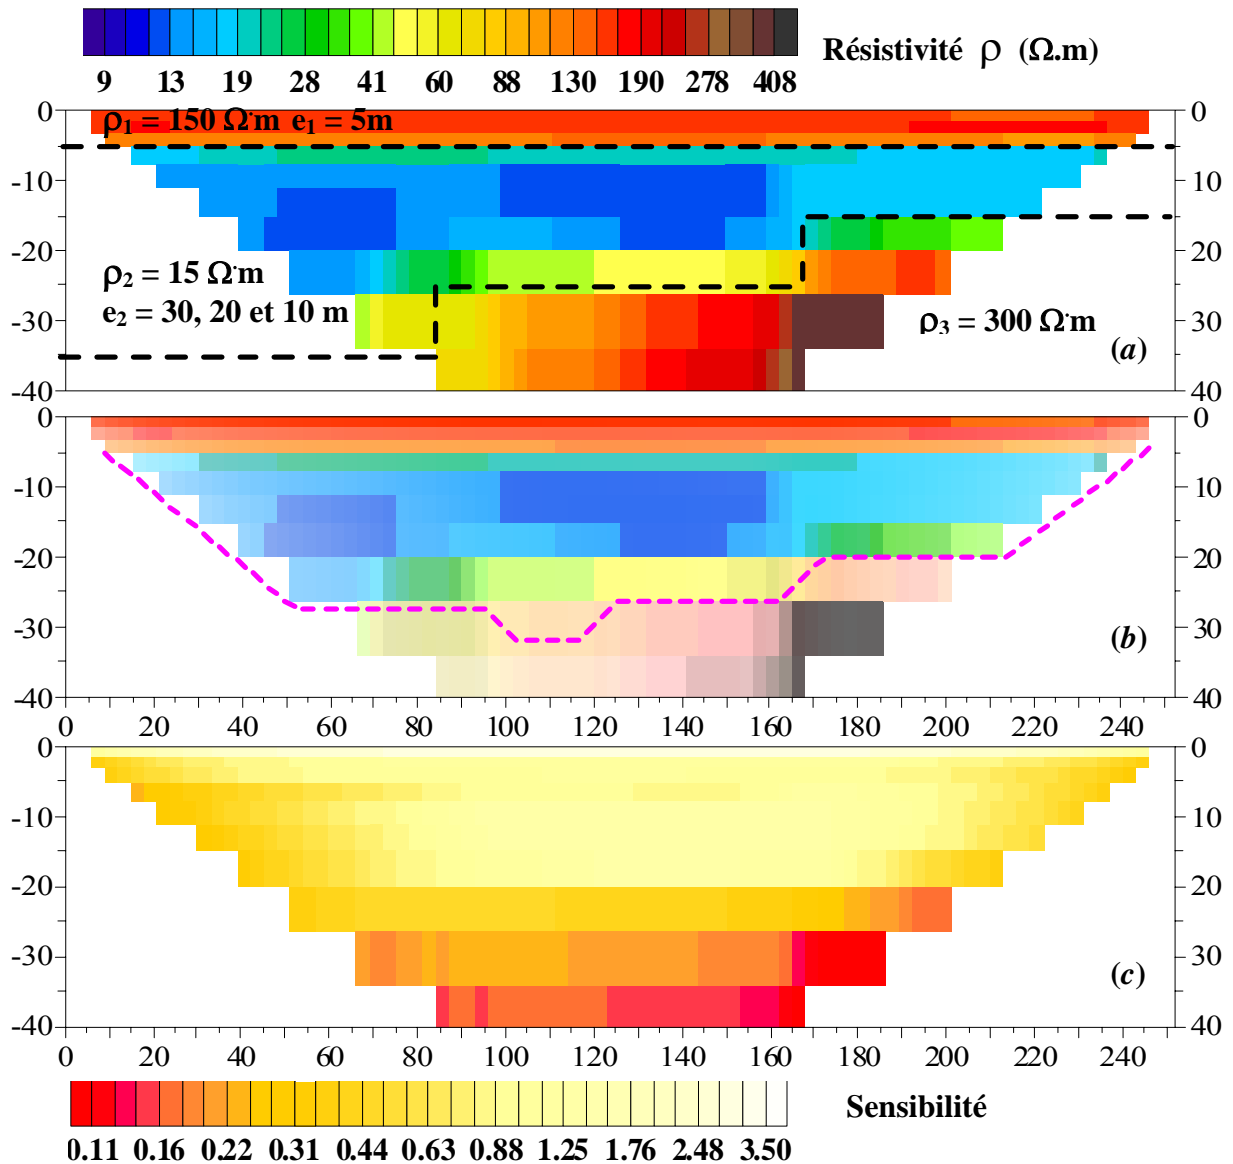 Résistivité ρ (Ω.m)
9 13 19 28 41 60 88 130 190 278 408
0 0
ρ1 = 150 Ω·m e1 = 5m
-10 10
-20 20
ρ2 = 15 Ω·m
e2 = 30, 20 et 10 m
-30 30
ρ3 = 300 Ω·m
(a)
-40 40
0 0
-10 10
-20 20
-30 30
(b)
-40 40
0 20 40 60 80 100 120 140 160 180 200 220 240
0 0
-10 10
-20 20
-30 30
(c)
-40 40
0 20 40 60 80 100 120 140 160 180 200 220 240
Sensibilité
0.11 0.16 0.22 0.31 0.44 0.63 0.88 1.25 1.76 2.48 3.50